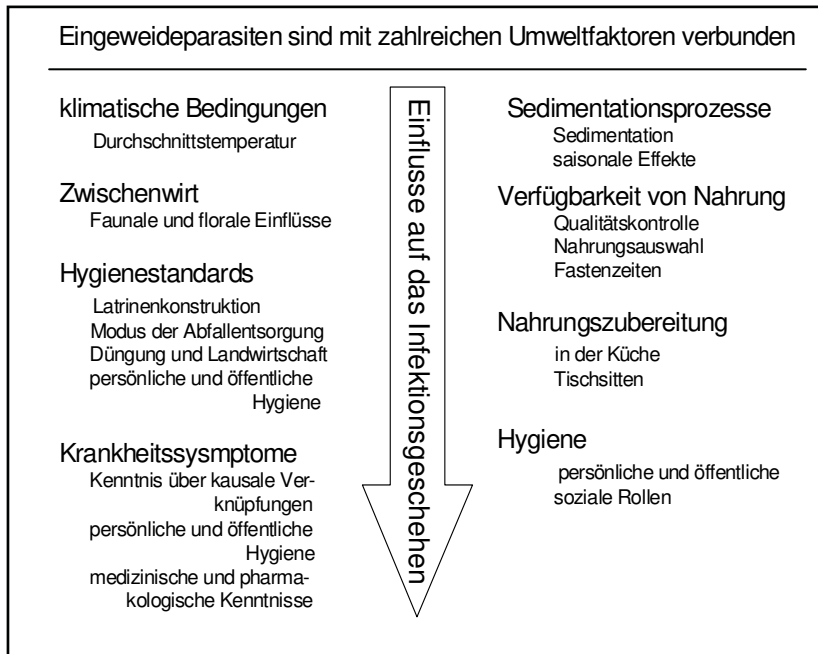 Eingeweideparasiten sind mit zahlreichen Umweltfaktoren verbunden
klimatische Bedingungen
Durchschnittstemperatur
Zwischenwirt
Faunale und florale Einflüsse
Hygienestandards
Latrinenkonstruktion
Modus der Abfallentsorgung
Düngung und Landwirtschaft
persönliche und öffentliche
Hygiene
Krankheitssysmptome
Kenntnis über kausale Ver-
knüpfungen
persönliche und öffentliche
Hygiene
medizinische und pharma-
kologische Kenntnisse
Einflusse auf das Infektionsgeschehen
Sedimentationsprozesse
Sedimentation
saisonale Effekte
Verfügbarkeit von Nahrung
Qualitätskontrolle
Nahrungsauswahl
Fastenzeiten
Nahrungszubereitung
in der Küche
Tischsitten
Hygiene
persönliche und öffentliche
soziale Rollen